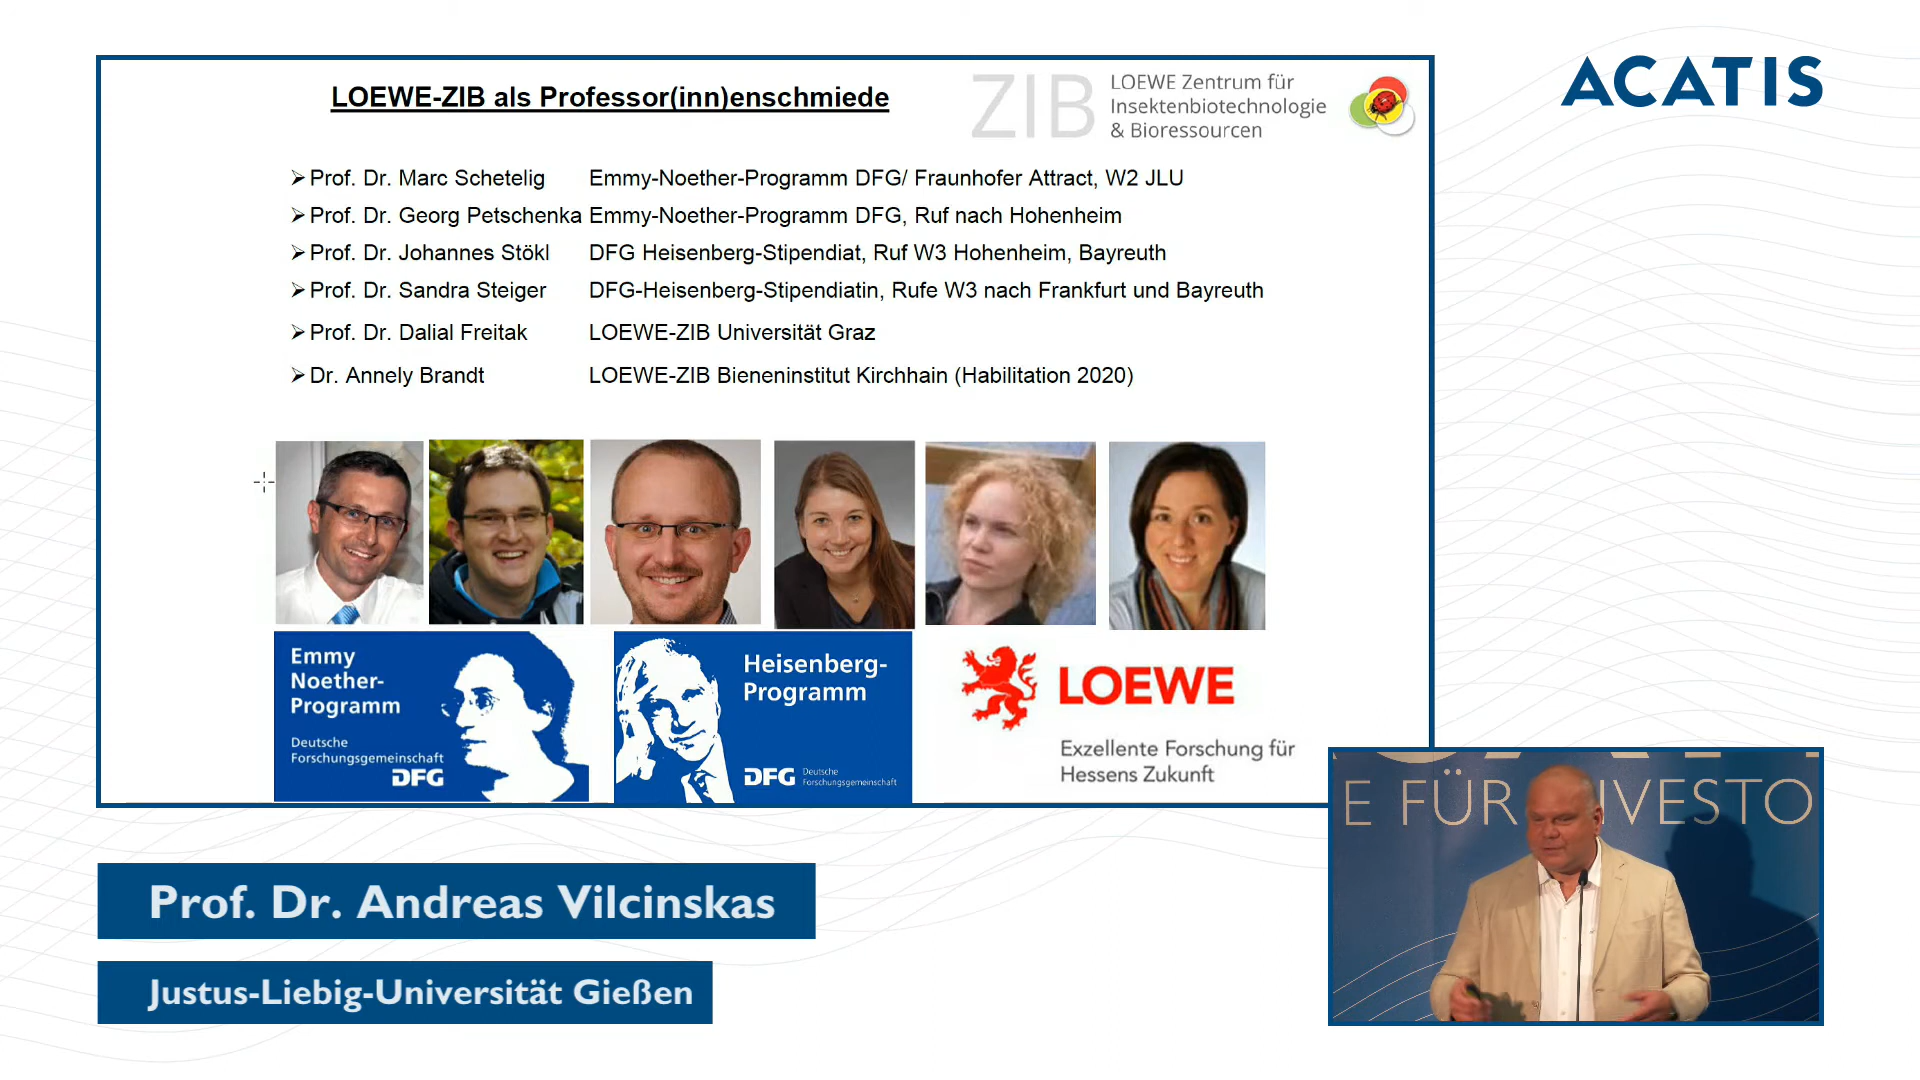 LOEWE-ZIB als Professor(inn)enschmiede
ZIB
LOEWE Zentrum für
Insektenbiotechnologie
& Bioressourcen
ACATIS
➢ Prof. Dr. Marc Schetelig Emmy-Noether-Programm DFG/ Fraunhofer Attract, W2 JLU
➢ Prof. Dr. Georg Petschenka Emmy-Noether-Programm DFG, Ruf nach Hohenheim
➢ Prof. Dr. Johannes Stökl DFG Heisenberg-Stipendiat, Ruf W3 Hohenheim, Bayreuth
➢ Prof. Dr. Sandra Steiger DFG-Heisenberg-Stipendiatin, Rufe W3 nach Frankfurt und Bayreuth
➢ Prof. Dr. Dalial Freitak LOEWE-ZIB Universität Graz
➢ Dr. Annely Brandt LOEWE-ZIB Bieneninstitut Kirchhain (Habilitation 2020)
Emmy
Noether-
Programm
Deutsche
Forschungsgemeinschaft
DFG
Heisenberg-
Programm
DFG Deutsche
Forschungsgemeinschaft
LOEWE
Exzellente Forschung für
Hessens Zukunft
E FÜR NVESTO
Prof. Dr. Andreas Vilcinskas
Justus-Liebig-Universität Gießen